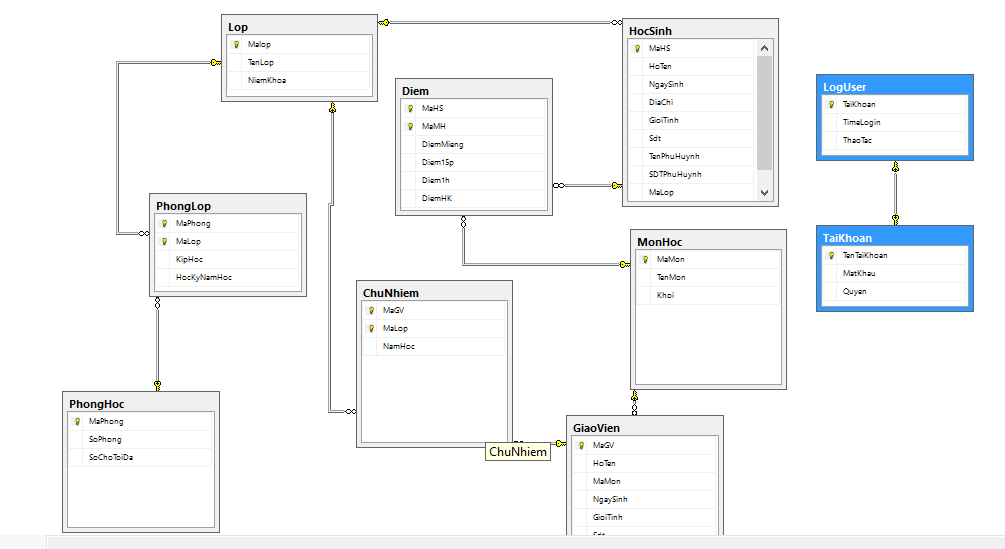 Lop
Malop
TenLop
NiemKhoa
HocSinh
MaHS
HoTen
NgaySinh
DiaChi
GioiTinh
Sdt
TenPhuHuynh
SDTPhuHuynh
MaLop
Diem
MaHS
MaMH
DiemMieng
Diem15p
Diem1h
DiemHK
LogUser
TaiKhoan
TimeLogin
ThaoTac
PhongLop
MaPhong
MaLop
KipHoc
HocKyNamHoc
MonHoc
MaMon
TenMon
Khoi
TaiKhoan
TenTaiKhoan
MatKhau
Quyen
ChuNhiem
MaGV
MaLop
NamHoc
PhongHoc
MaPhong
SoPhong
SoChoToiDa
GiaoVien
MaGV
HoTen
MaMon
NgaySinh
GioiTinh
Sdt
ChuNhiem